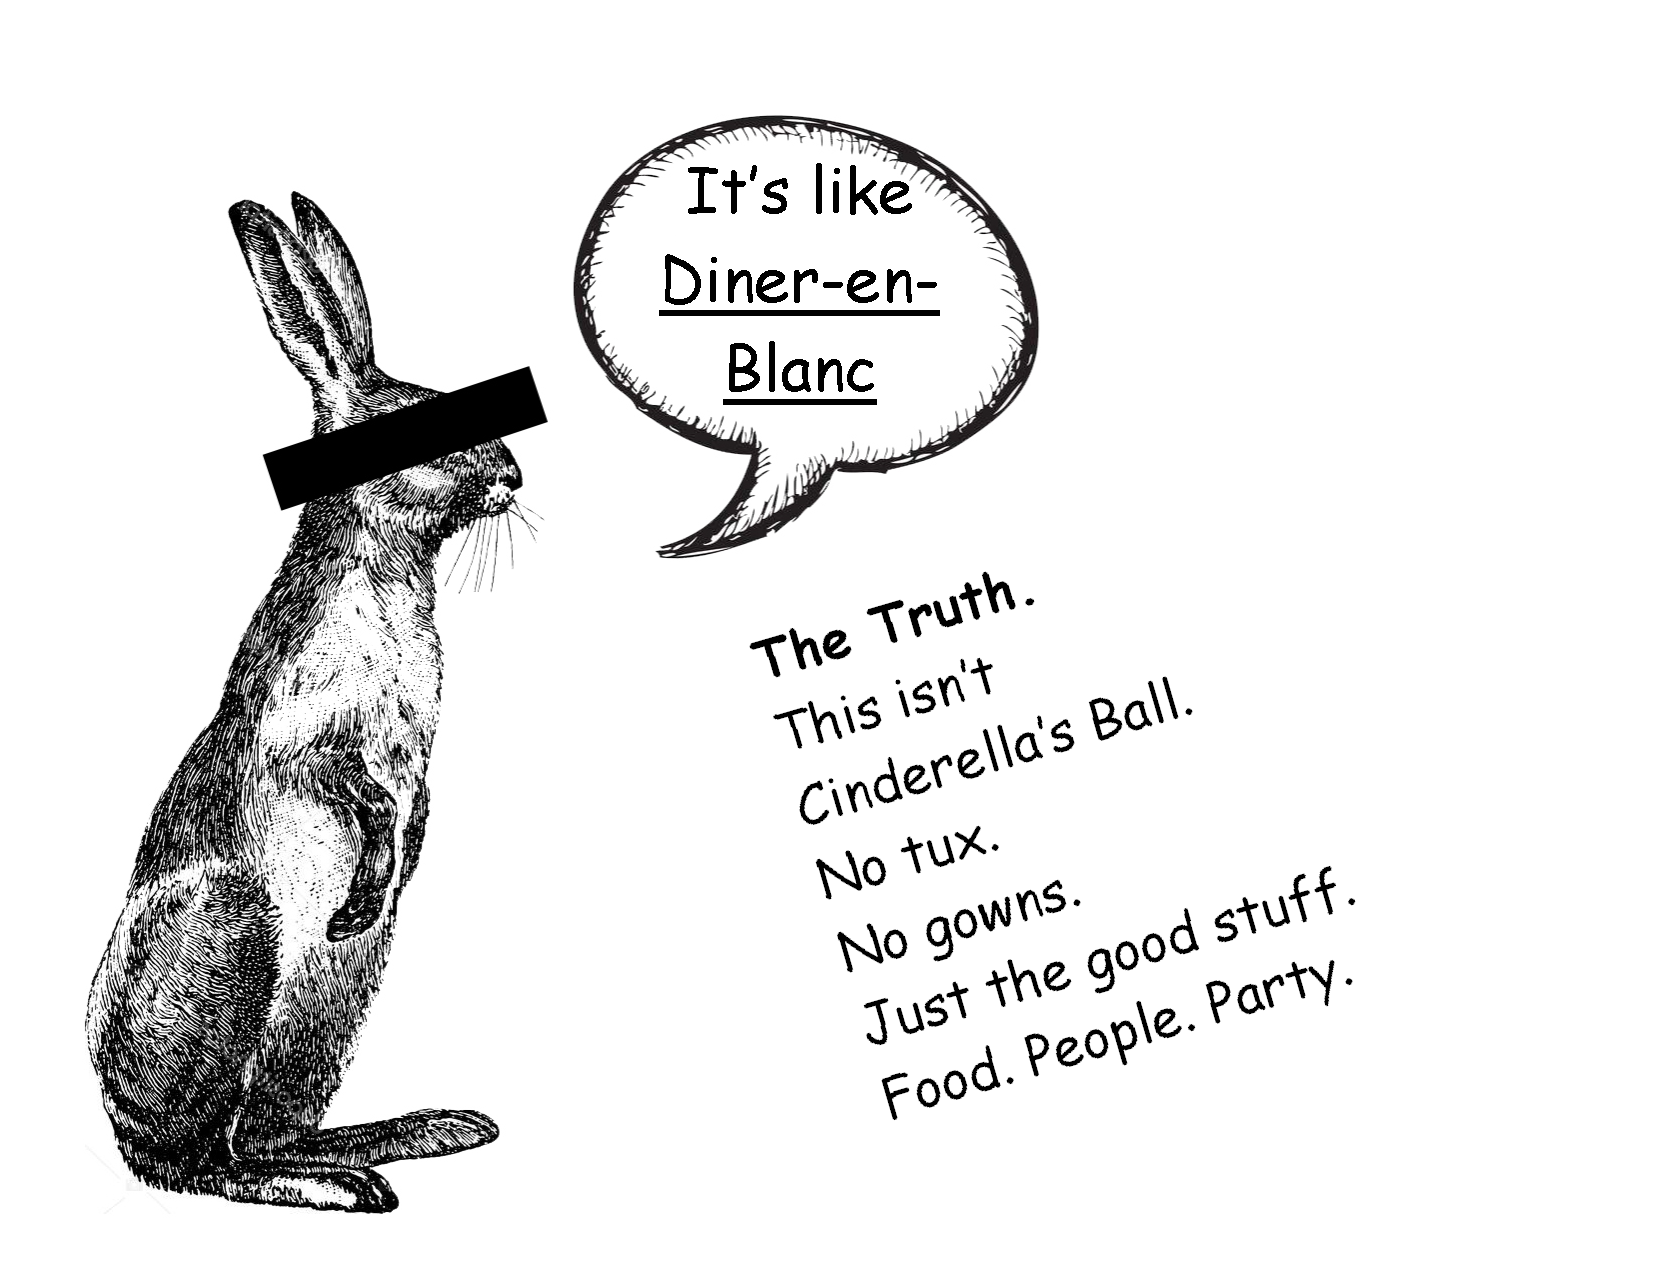 It's like
Diner-en-
Blanc
The Truth.
This isn't
Cinderella's Ball.
No tux.
No gowns.
Just the good stuff.
Food. People. Party.